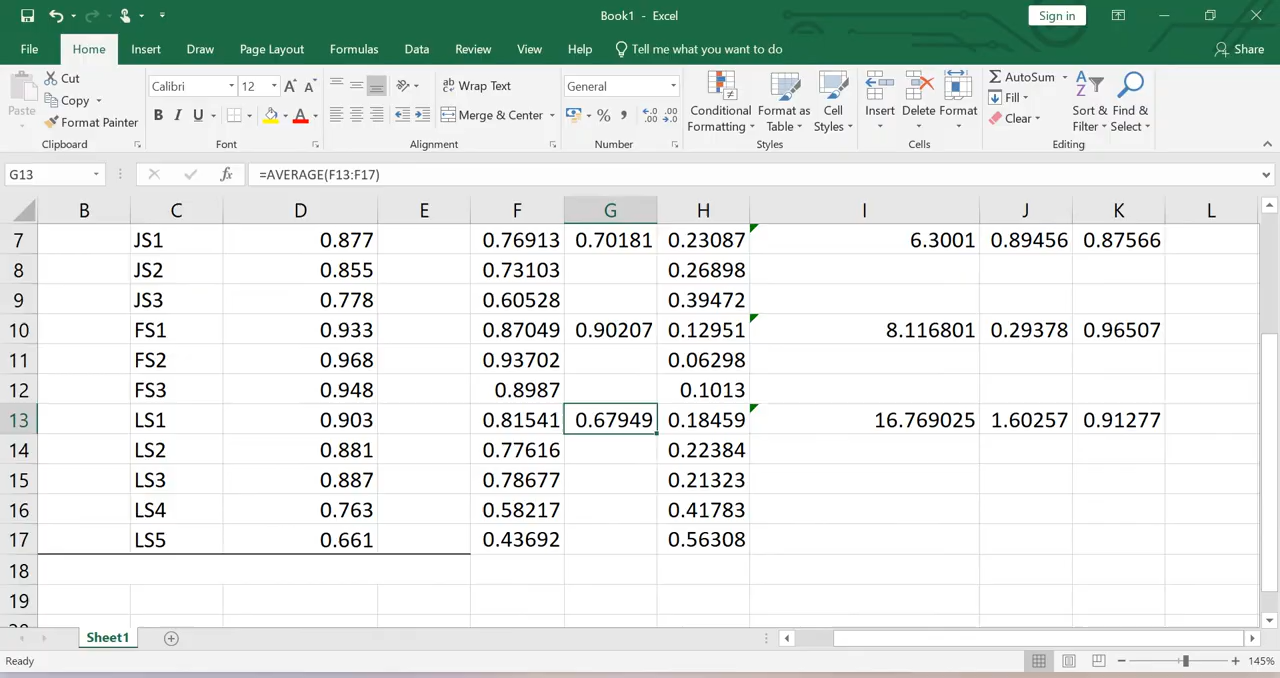 Book1 - Excel
Sign in
File Home Insert Draw Page Layout Formulas Data Review View Help Tell me what you want to do Share
Paste
Cut
Copy
Format Painter
Clipboard
Calibri 12
B I U
Font
Wrap Text
Merge & Center
Alignment
General
%
Number
Conditional Formatting
Format as Table
Cell Styles
Styles
Insert Delete Format
Cells
AutoSum
Fill
Clear
Sort & Filter
Find & Select
Editing
G13 fx =AVERAGE(F13:F17)
B C D E F G H I J K L
7 JS1 0.877 0.76913 0.70181 0.23087 6.3001 0.89456 0.87566
8 JS2 0.855 0.73103 0.26898
9 JS3 0.778 0.60528 0.39472
10 FS1 0.933 0.87049 0.90207 0.12951 8.116801 0.29378 0.96507
11 FS2 0.968 0.93702 0.06298
12 FS3 0.948 0.8987 0.1013
13 LS1 0.903 0.81541 0.67949 0.18459 16.769025 1.60257 0.91277
14 LS2 0.881 0.77616 0.22384
15 LS3 0.887 0.78677 0.21323
16 LS4 0.763 0.58217 0.41783
17 LS5 0.661 0.43692 0.56308
18
19
Sheet1
Ready 145%